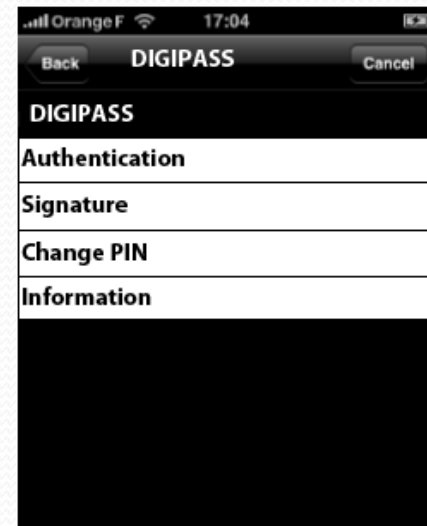 Orange F 17:04
Back DIGIPASS Cancel
DIGIPASS
Authentication
Signature
Change PIN
Information